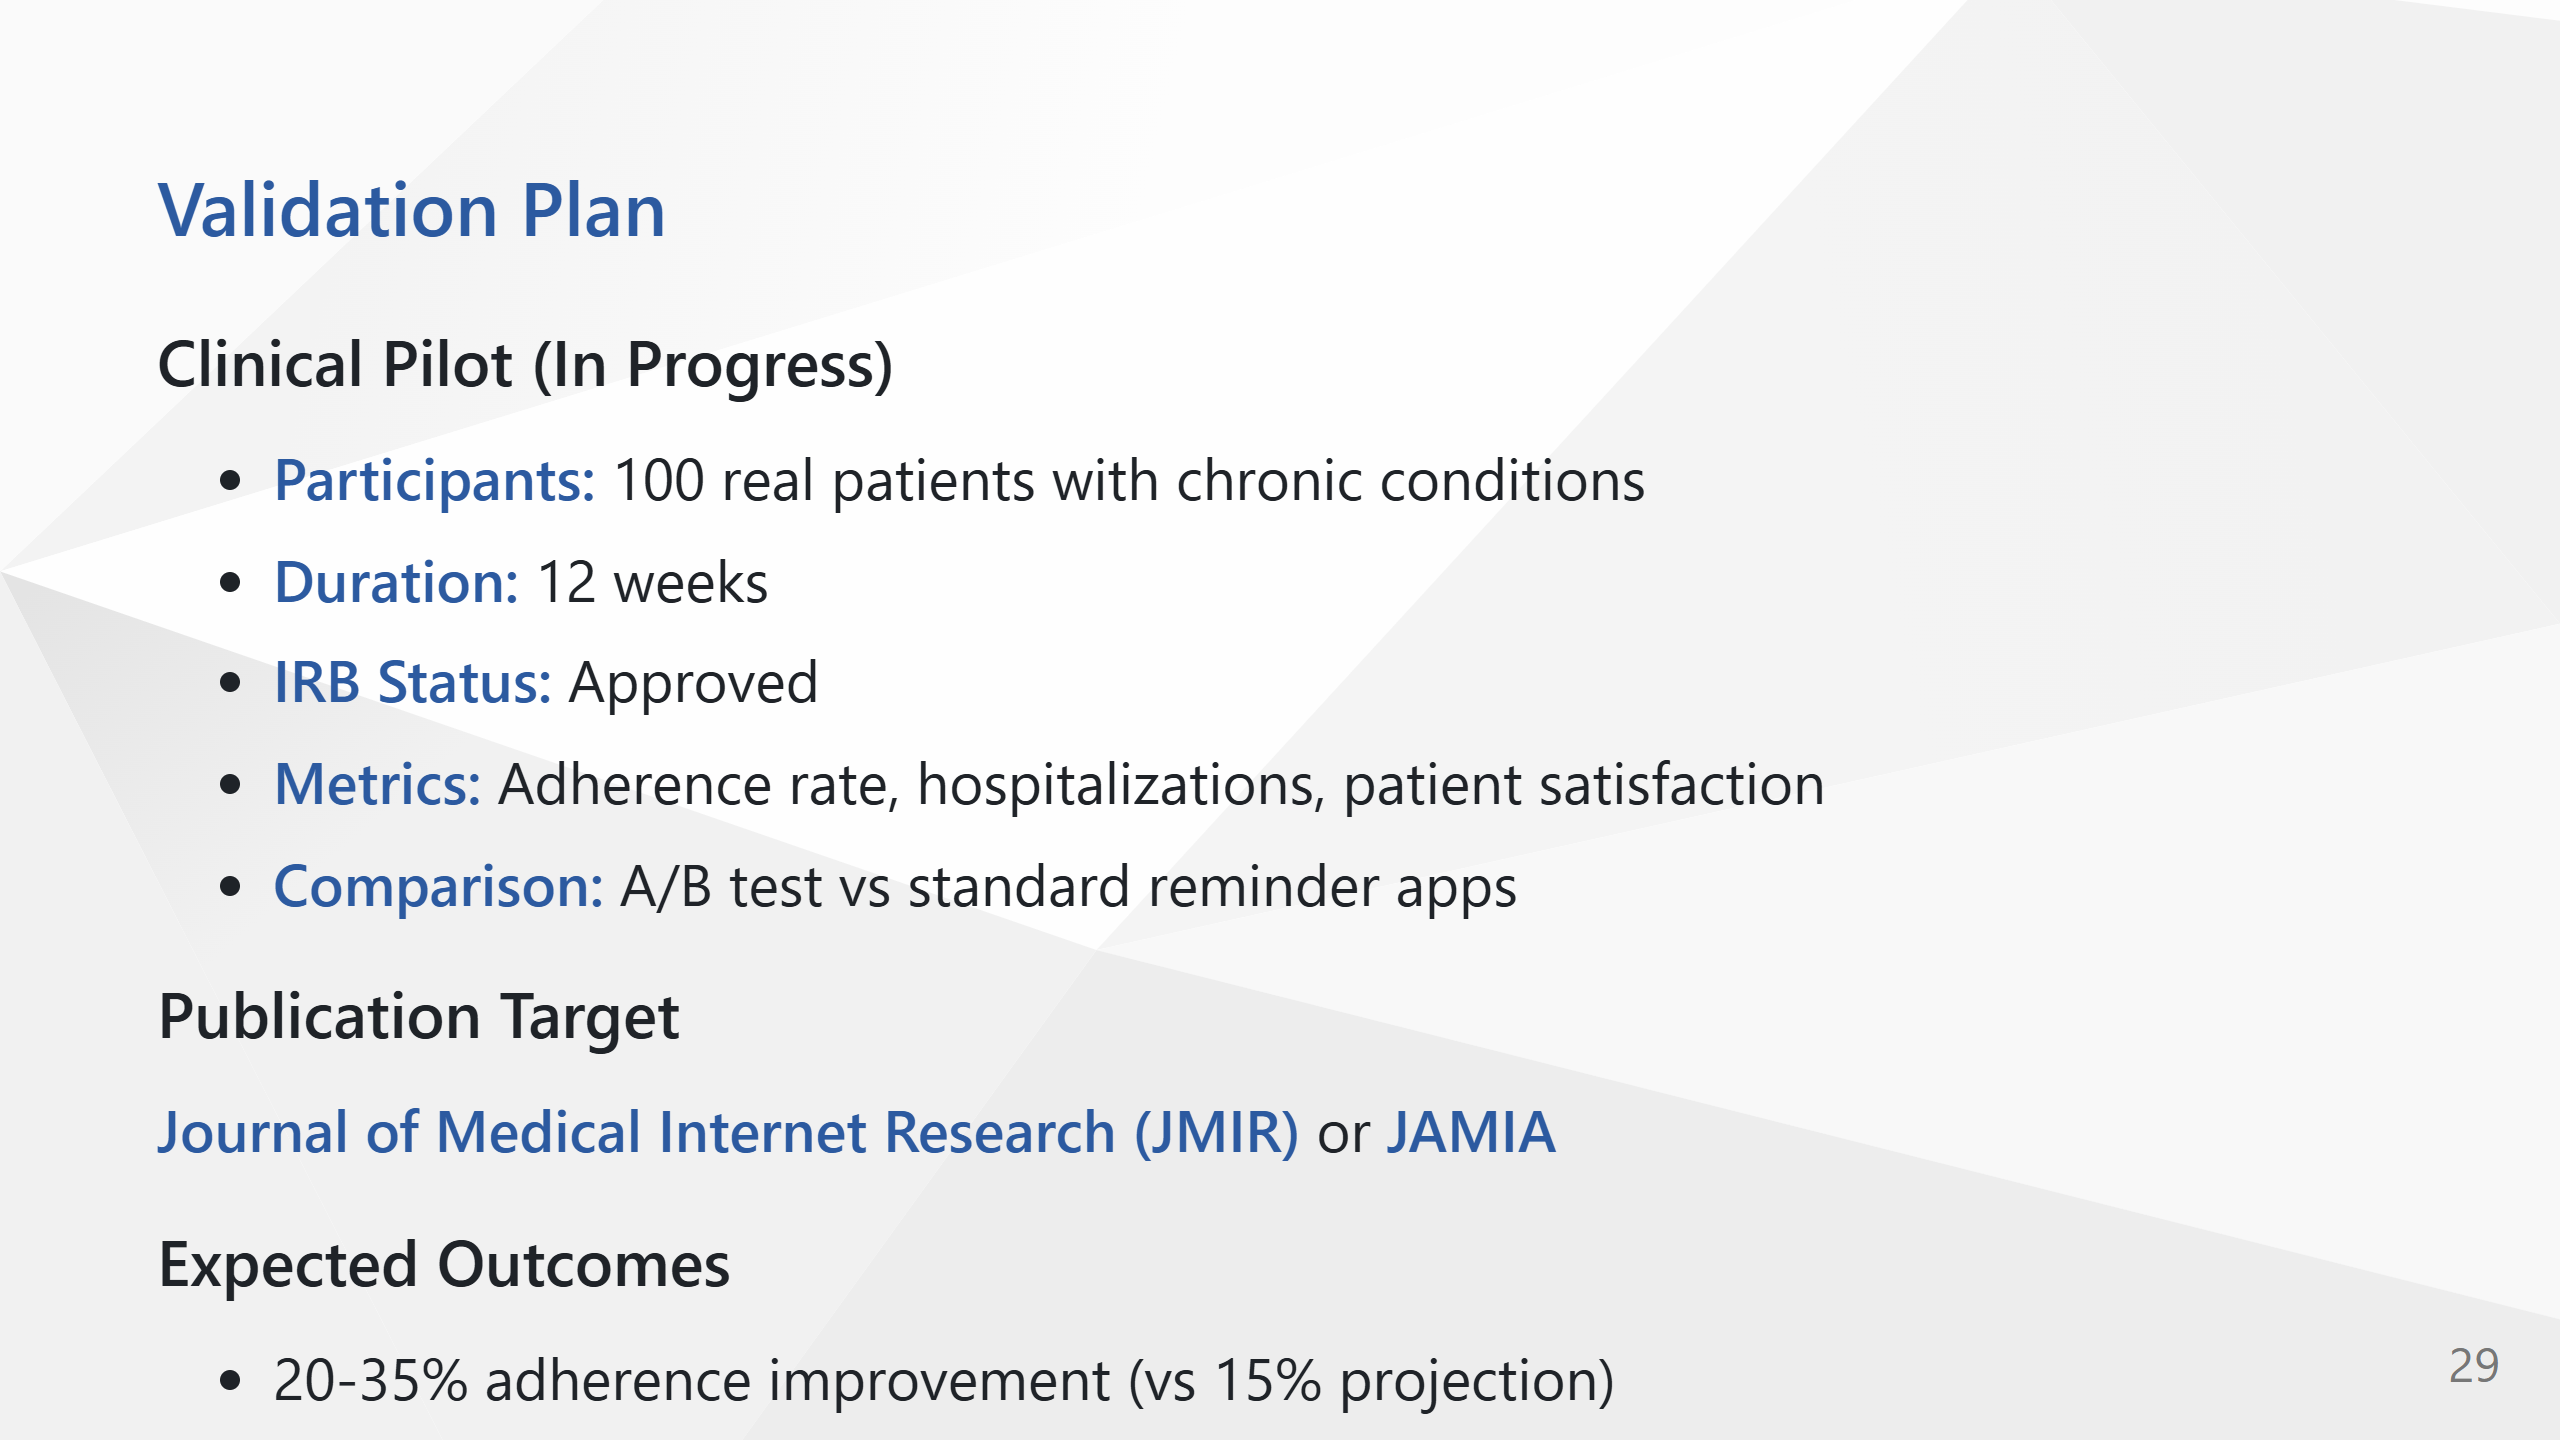 Validation Plan
Clinical Pilot (In Progress)
• Participants: 100 real patients with chronic conditions
• Duration: 12 weeks
• IRB Status: Approved
• Metrics: Adherence rate, hospitalizations, patient satisfaction
• Comparison: A/B test vs standard reminder apps
Publication Target
Journal of Medical Internet Research (JMIR) or JAMIA
Expected Outcomes
• 20-35% adherence improvement (vs 15% projection)
29